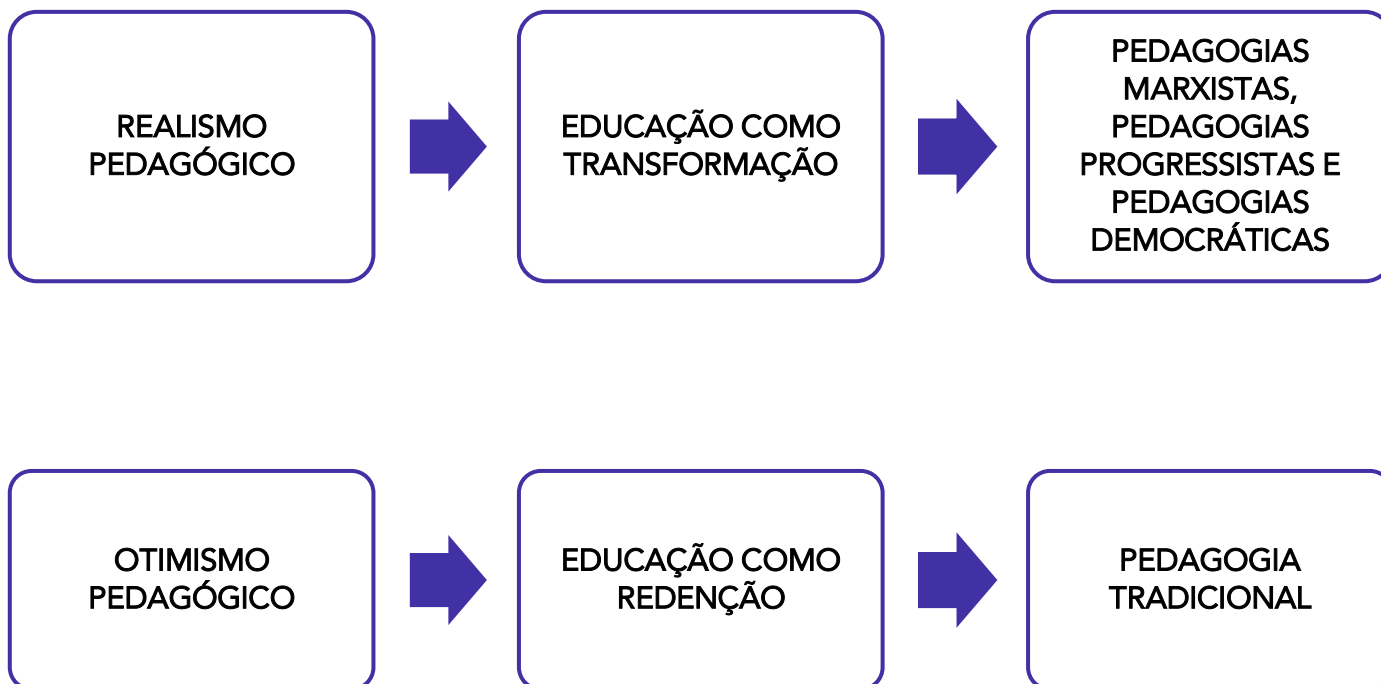 REALISMO
PEDAGÓGICO
EDUCAÇÃO COMO
TRANSFORMAÇÃO
PEDAGOGIAS
MARXISTAS,
PEDAGOGIAS
PROGRESSISTAS E
PEDAGOGIAS
DEMOCRÁTICAS
OTIMISMO
PEDAGÓGICO
EDUCAÇÃO COMO
REDENÇÃO
PEDAGOGIA
TRADICIONAL